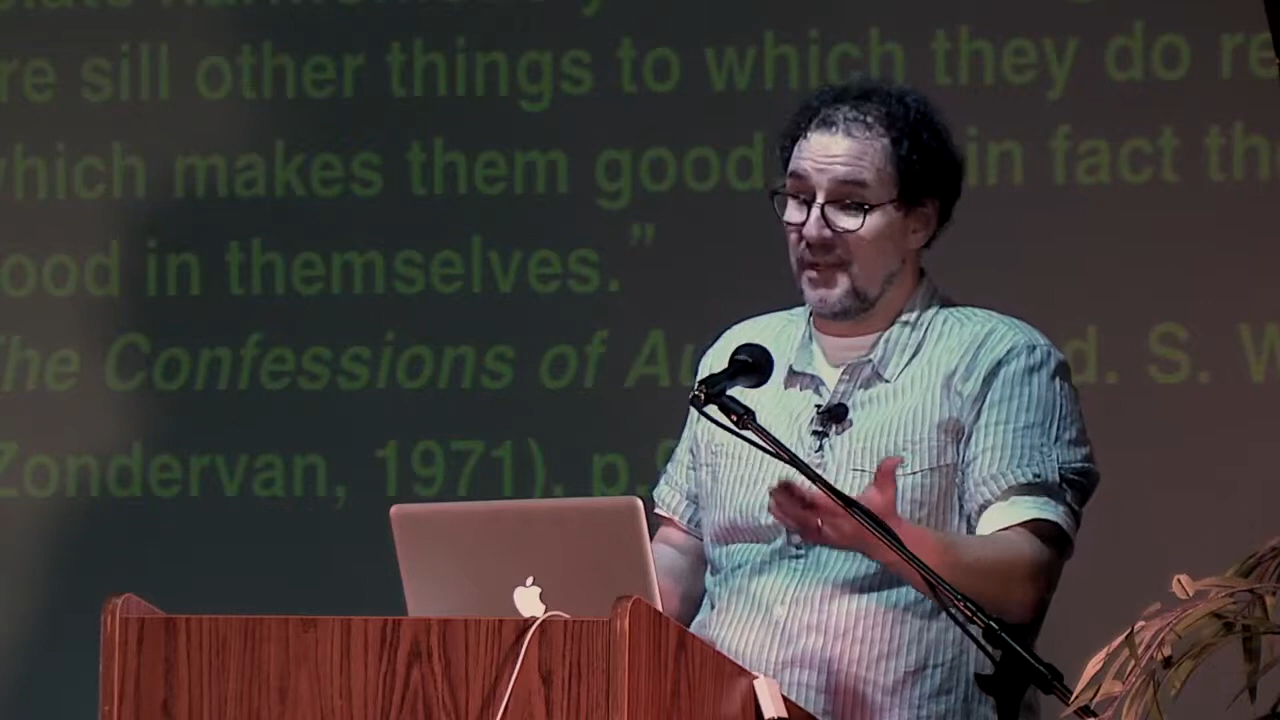 re sill other things to which they do re
which makes them good in fact th
ood in themselves.”
The Confessions of Au d. S. W
Zondervan, 1971). p.